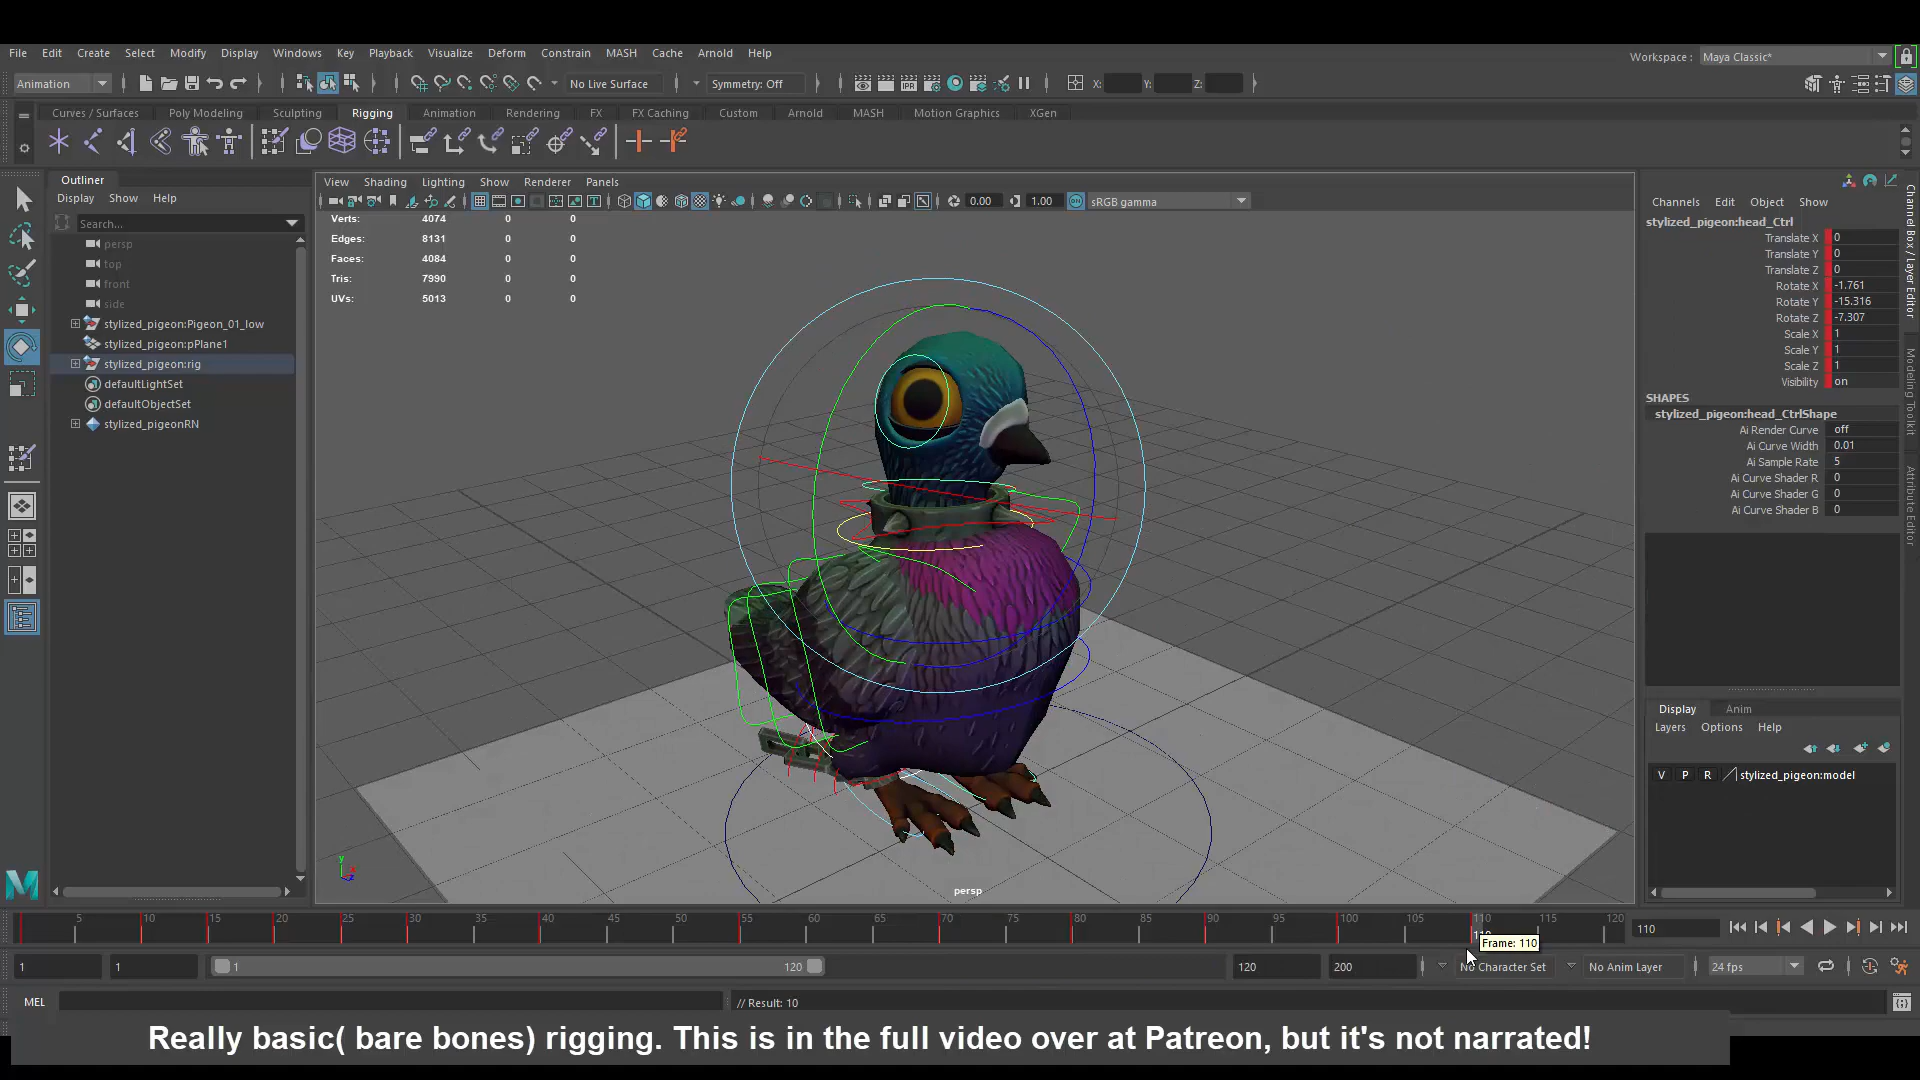 File Edit Create Select Modify Display Windows Key Playback Visualize Deform Constrain MASH Cache Arnold Help
Workspace : Maya Classic*
Animation No Live Surface Symmetry: Off X: Y: Z:
Curves / Surfaces Poly Modeling Sculpting Rigging Animation Rendering FX FX Caching Custom Arnold MASH Motion Graphics XGen
Outliner
Display Show Help
Search...
persp
top
front
side
stylized_pigeon:Pigeon_01_low
stylized_pigeon:pPlane1
stylized_pigeon:rig
defaultLightSet
defaultObjectSet
stylized_pigeonRN
View Shading Lighting Show Renderer Panels
0.00 1.00 sRGB gamma
Verts: 4074 0 0
Edges: 8131 0 0
Faces: 4084 0 0
Tris: 7990 0 0
UVs: 5013 0 0
persp
Channels Edit Object Show
stylized_pigeon:head_Ctrl
Translate X 0
Translate Y 0
Translate Z 0
Rotate X -1.761
Rotate Y -15.316
Rotate Z -7.307
Scale X 1
Scale Y 1
Scale Z 1
Visibility on
SHAPES
stylized_pigeon:head_CtrlShape
Ai Render Curve off
Ai Curve Width 0.01
Ai Sample Rate 5
Ai Curve Shader R 0
Ai Curve Shader G 0
Ai Curve Shader B 0
Channel Box / Layer Editor
Modeling Toolkit
Attribute Editor
Display Anim
Layers Options Help
V P R stylized_pigeon:model
5 10 15 20 25 30 35 40 45 50 55 60 65 70 75 80 85 90 95 100 105 110 115 120
110
Frame: 110
1 1 1 120 120 200 No Character Set No Anim Layer 24 fps
MEL // Result: 10
Really basic( bare bones) rigging. This is in the full video over at Patreon, but it's not narrated!